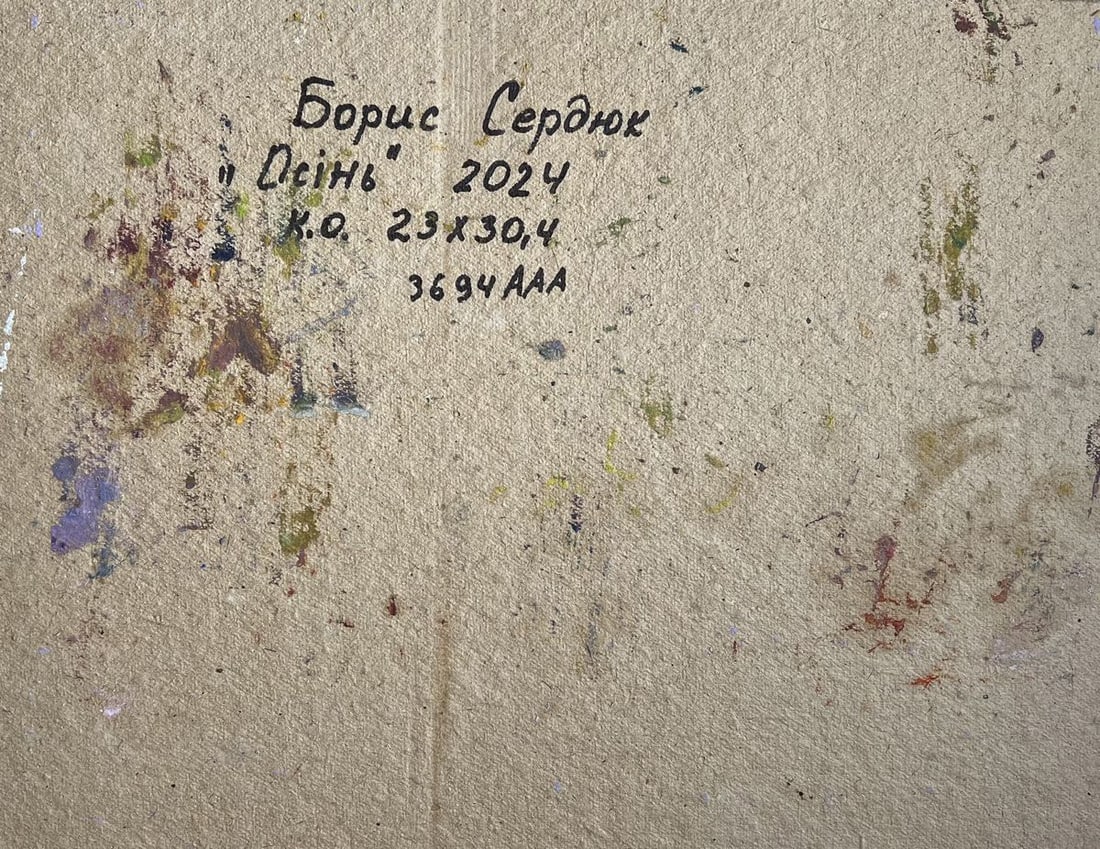 Борис Сердюк
"Осінь" 2024
К.О. 23х30,4
3694ААА